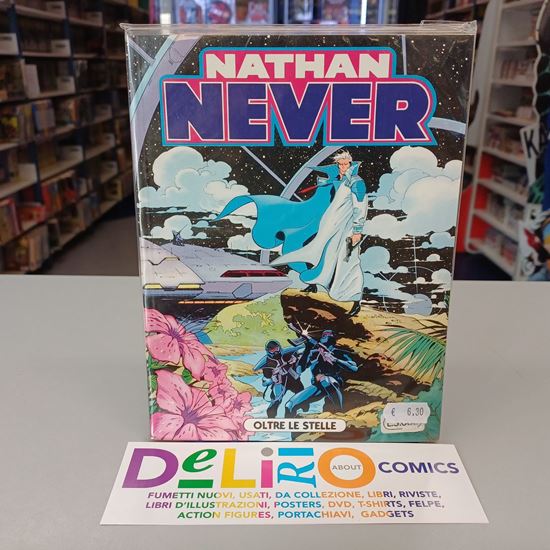 NATHAN
NEVER
OLTRE LE STELLE
€ 6.30
DELIRIO ABOUT COMICS
FUMETTI NUOVI, USATI, DA COLLEZIONE, LIBRI, RIVISTE,
LIBRI D'ILLUSTRAZIONI, POSTERS, DVD, T-SHIRTS, FELPE,
ACTION FIGURES, PORTACHIAVI, GADGETS